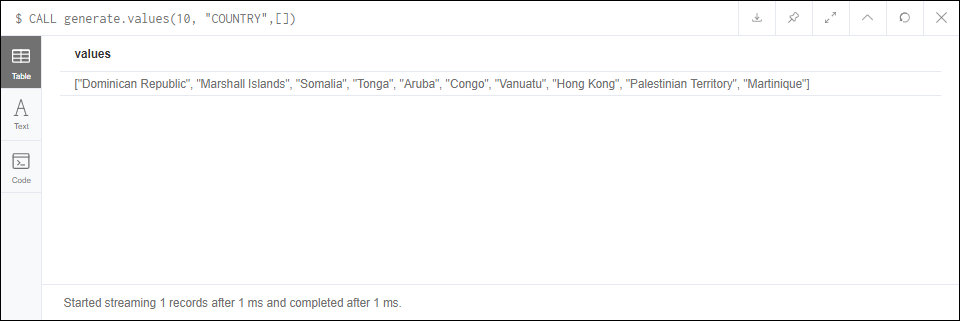 $ CALL generate.values(10, "COUNTRY",[])
values
Table
["Dominican Republic", "Marshall Islands", "Somalia", "Tonga", "Aruba", "Congo", "Vanuatu", "Hong Kong", "Palestinian Territory", "Martinique"]
A
Text
Code
Started streaming 1 records after 1 ms and completed after 1 ms.